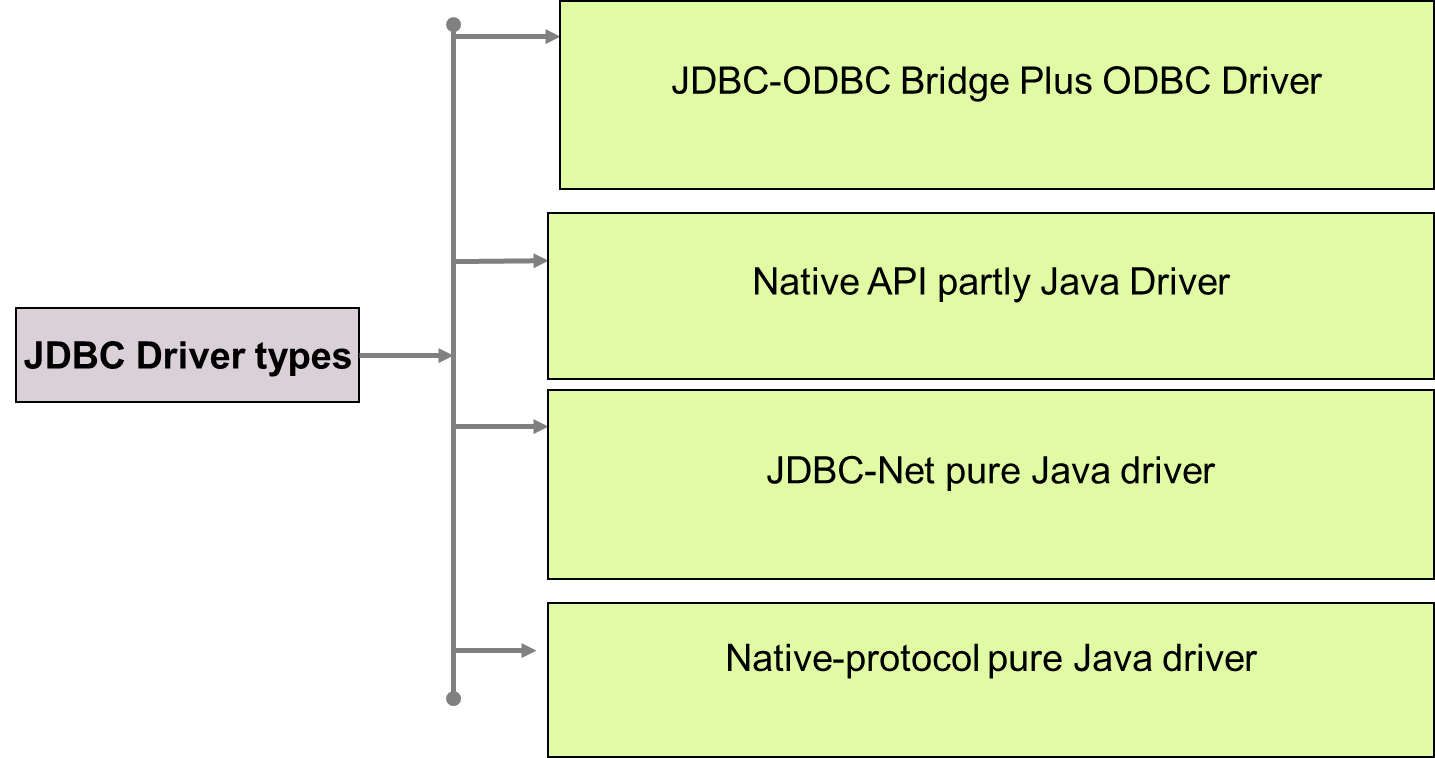 JDBC-ODBC Bridge Plus ODBC Driver
Native API partly Java Driver
JDBC Driver types
JDBC-Net pure Java driver
Native-protocol pure Java driver